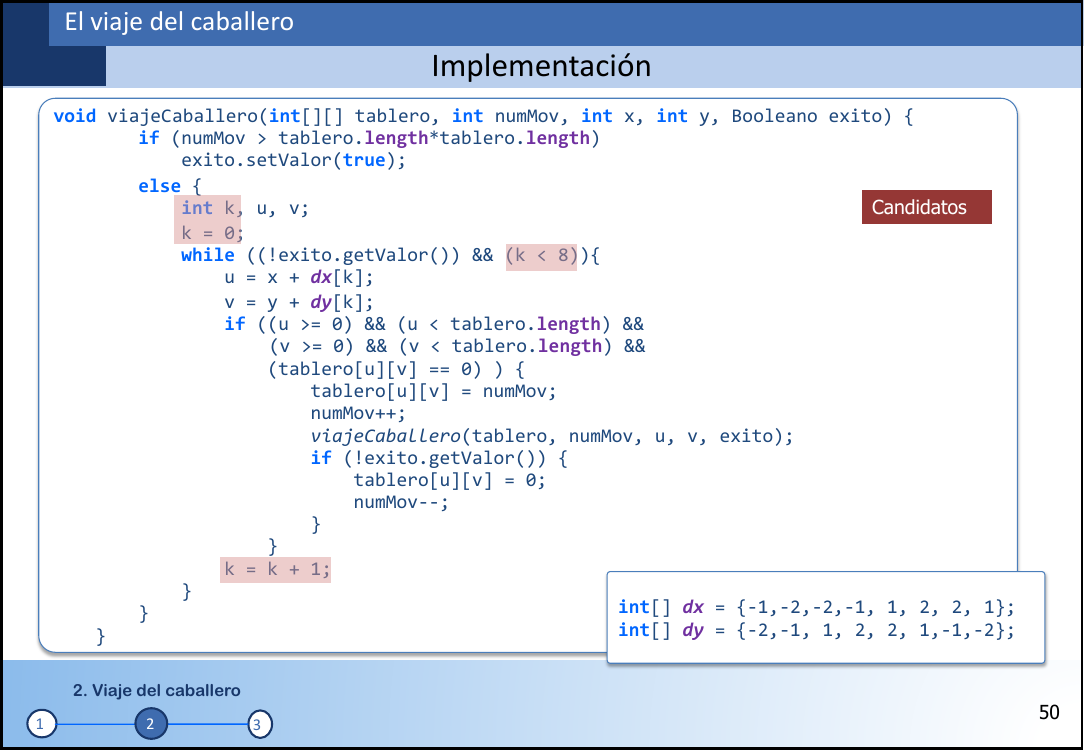 El viaje del caballero
Implementación
void viajeCaballero(int[][] tablero, int numMov, int x, int y, Booleano exito) {
if (numMov > tablero.length*tablero.length)
exito.setValor(true);
else {
int k, u, v;
k = 0;
while ((!exito.getValor()) && (k < 8)){
u = x + dx[k];
v = y + dy[k];
if ((u >= 0) && (u < tablero.length) &&
(v >= 0) && (v < tablero.length) &&
(tablero[u][v] == 0) ) {
tablero[u][v] = numMov;
numMov++;
viajeCaballero(tablero, numMov, u, v, exito);
if (!exito.getValor()) {
tablero[u][v] = 0;
numMov--;
}
}
k = k + 1;
}
}
}
Candidatos
int[] dx = {-1,-2,-2,-1, 1, 2, 2, 1};
int[] dy = {-2,-1, 1, 2, 2, 1,-1,-2};
2. Viaje del caballero
1 2 3
50